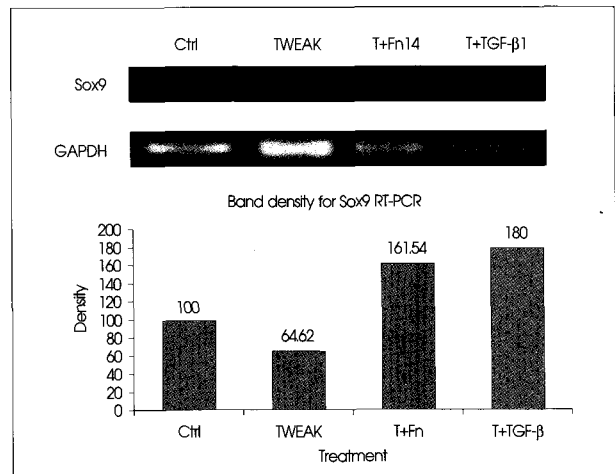 Ctrl TWEAK T+Fn14 T+TGF-β1
Sox9
GAPDH
Band density for Sox9 RT-PCR
200
180
160
140
120
100
80
60
40
20
0
Density
100
64.62
161.54
180
Ctrl TWEAK T+Fn T+TGF-β
Treatment